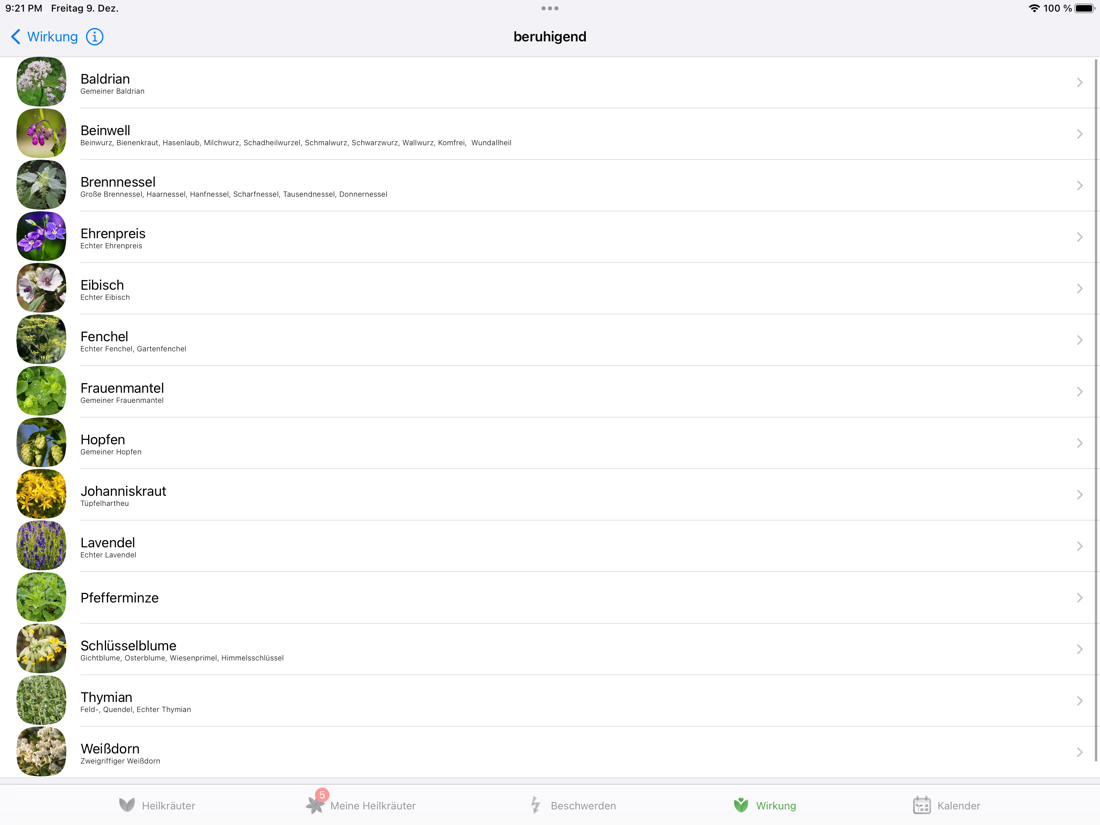 9:21 PM Freitag 9. Dez.
100 %
Wirkung
beruhigend
Baldrian
Gemeiner Baldrian
Beinwell
Beinwurz, Bienenkraut, Hasenlaub, Milchwurz, Schadheilwurzel, Schmalwurz, Schwarzwurz, Wallwurz, Komfrei, Wundallheil
Brennnessel
Große Brennessel, Haarnessel, Hanfnessel, Scharfnessel, Tausendnessel, Donnernessel
Ehrenpreis
Echter Ehrenpreis
Eibisch
Echter Eibisch
Fenchel
Echter Fenchel, Gartenfenchel
Frauenmantel
Gemeiner Frauenmantel
Hopfen
Gemeiner Hopfen
Johanniskraut
Tüpfelhartheu
Lavendel
Echter Lavendel
Pfefferminze
Schlüsselblume
Gichtblume, Osterblume, Wiesenprimel, Himmelsschlüssel
Thymian
Feld-, Quendel, Echter Thymian
Weißdorn
Zweigriffiger Weißdorn
Heilkräuter
5
Meine Heilkräuter
Beschwerden
Wirkung
Kalender